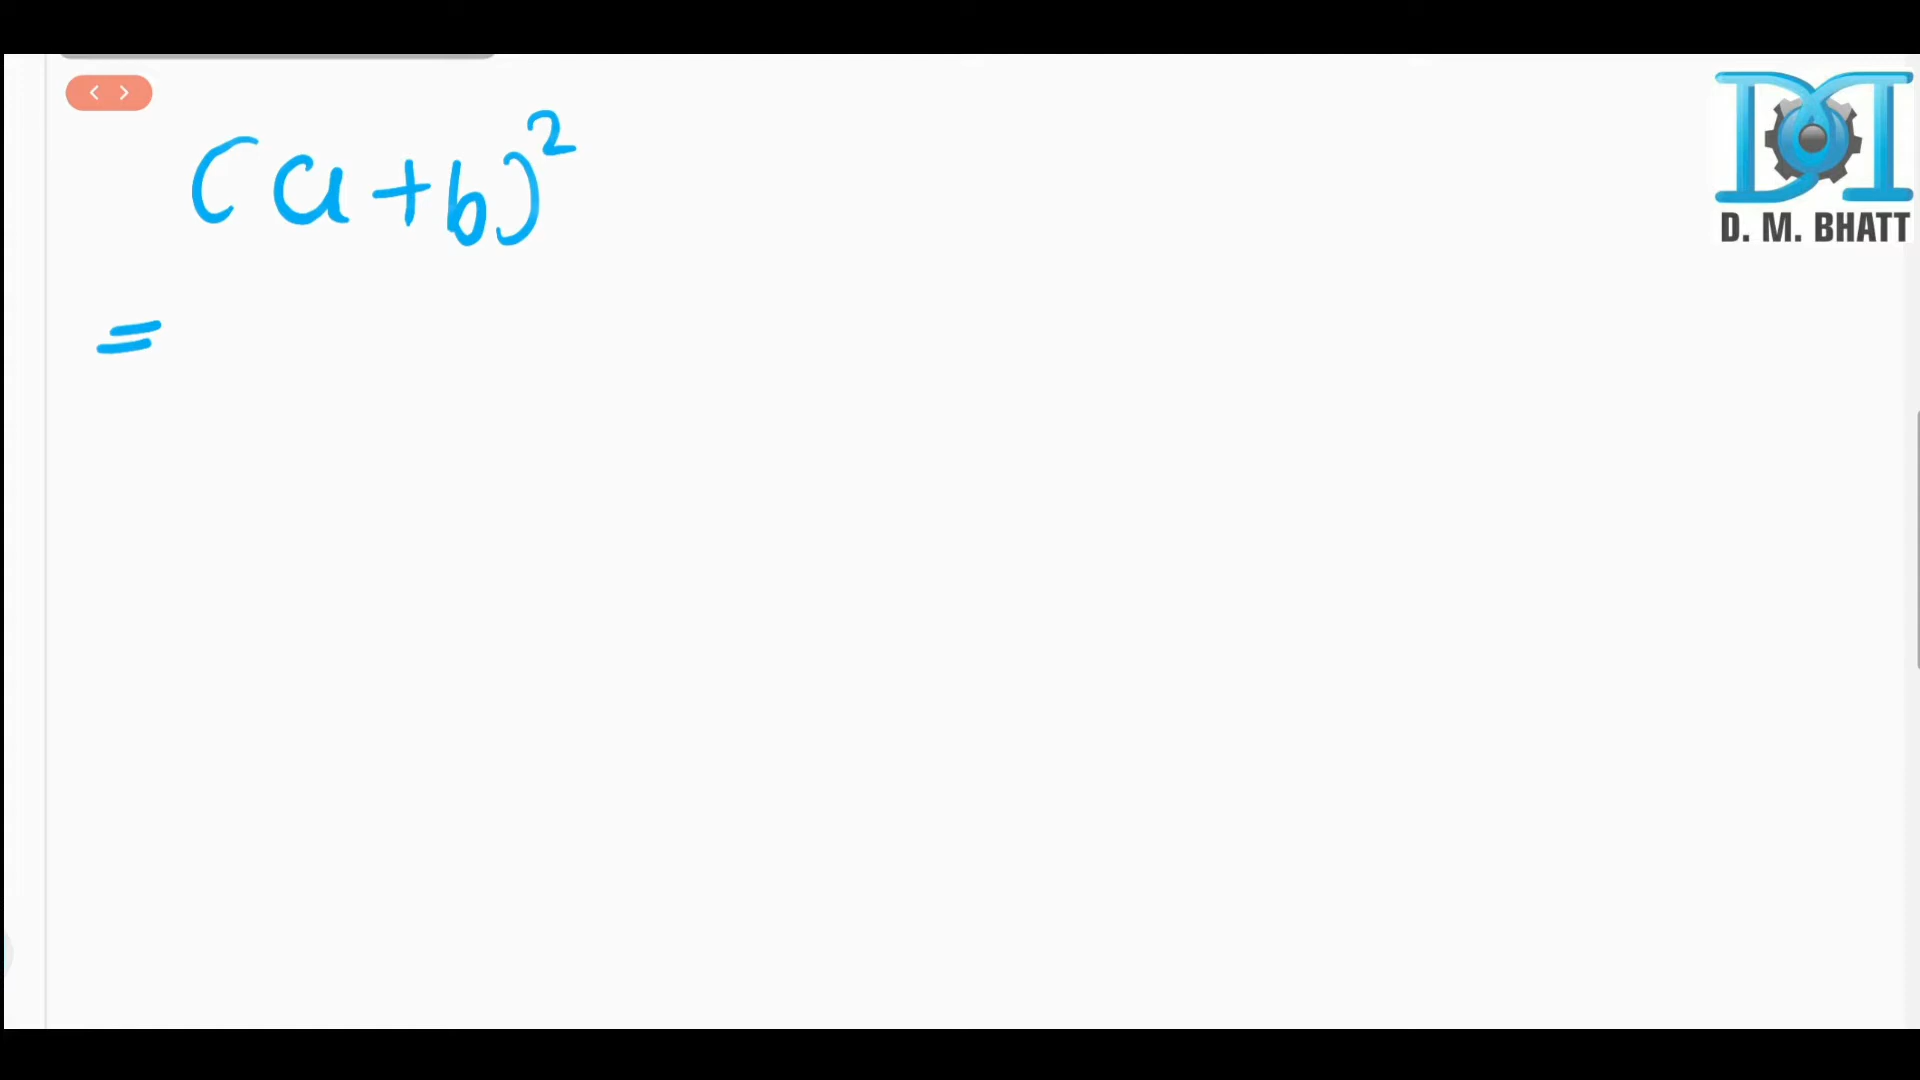 (a+b)²
=
D. M. BHATT